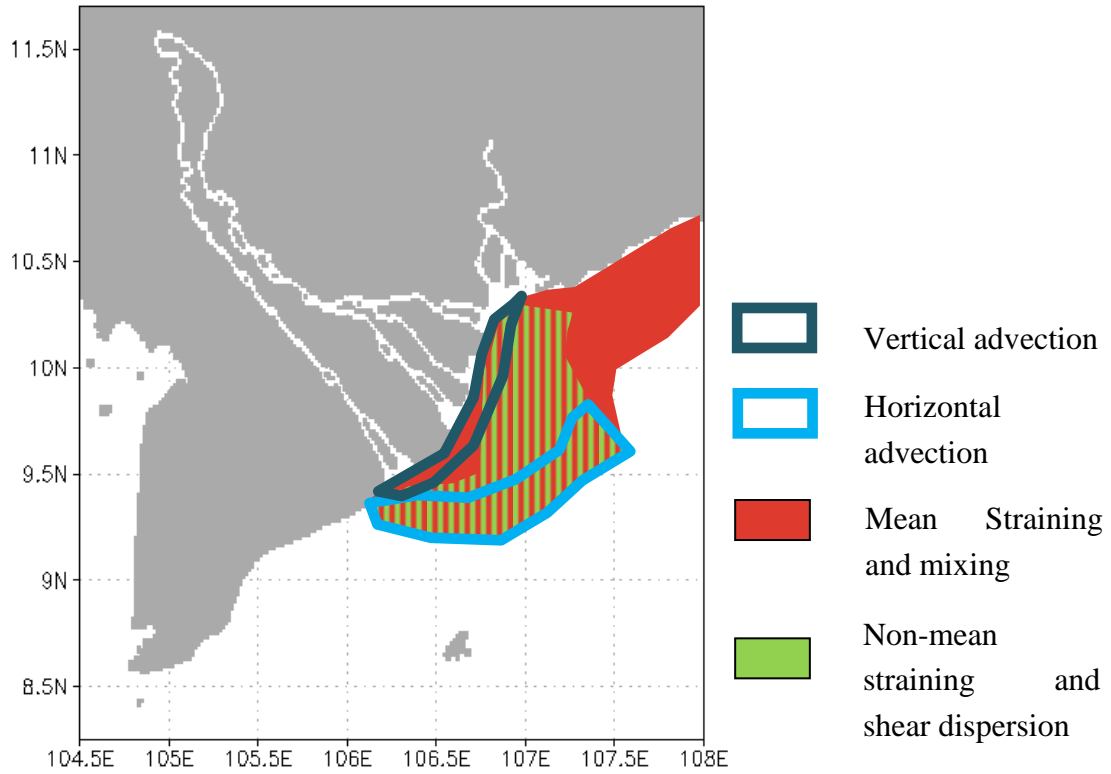 11.5N
11N
10.5N
10N
9.5N
9N
8.5N
104.5E 105E 105.5E 106E 106.5E 107E 107.5E 108E
Vertical advection
Horizontal
advection
Mean Straining
and mixing
Non-mean
straining and
shear dispersion